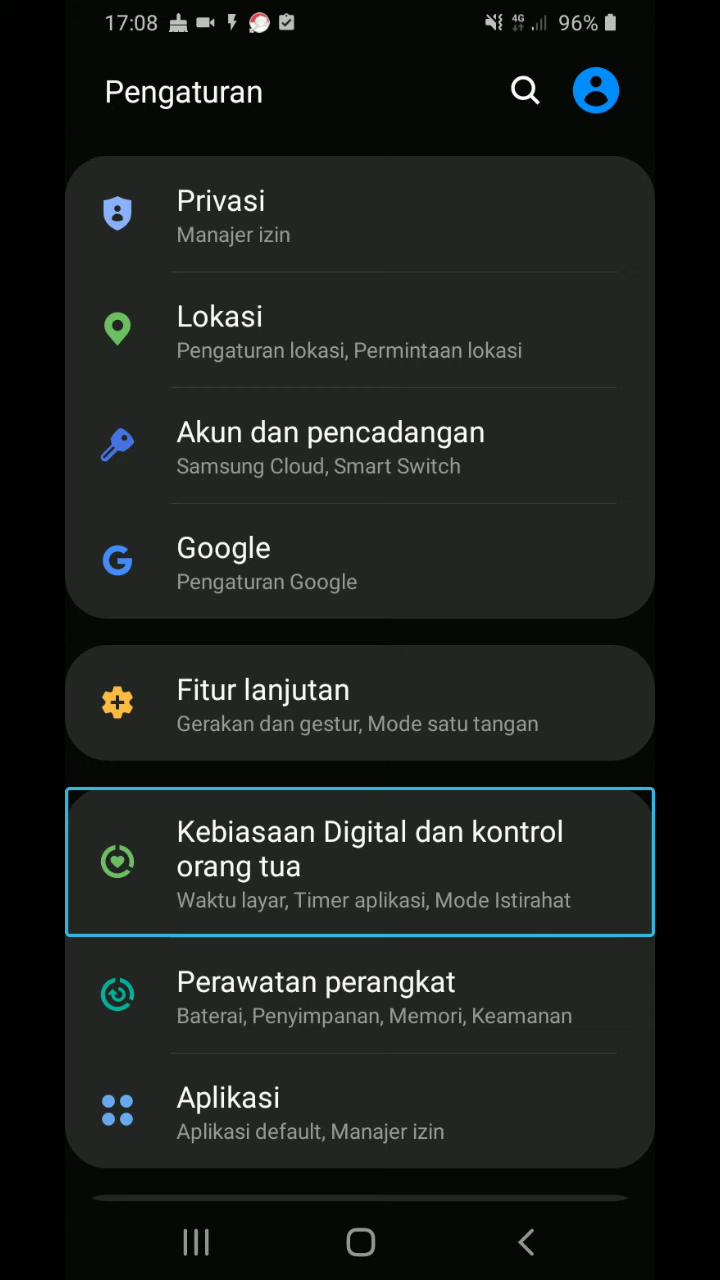 17:08
4G
96%
Pengaturan
Privasi
Manajer izin
Lokasi
Pengaturan lokasi, Permintaan lokasi
Akun dan pencadangan
Samsung Cloud, Smart Switch
Google
Pengaturan Google
Fitur lanjutan
Gerakan dan gestur, Mode satu tangan
Kebiasaan Digital dan kontrol
orang tua
Waktu layar, Timer aplikasi, Mode Istirahat
Perawatan perangkat
Baterai, Penyimpanan, Memori, Keamanan
Aplikasi
Aplikasi default, Manajer izin